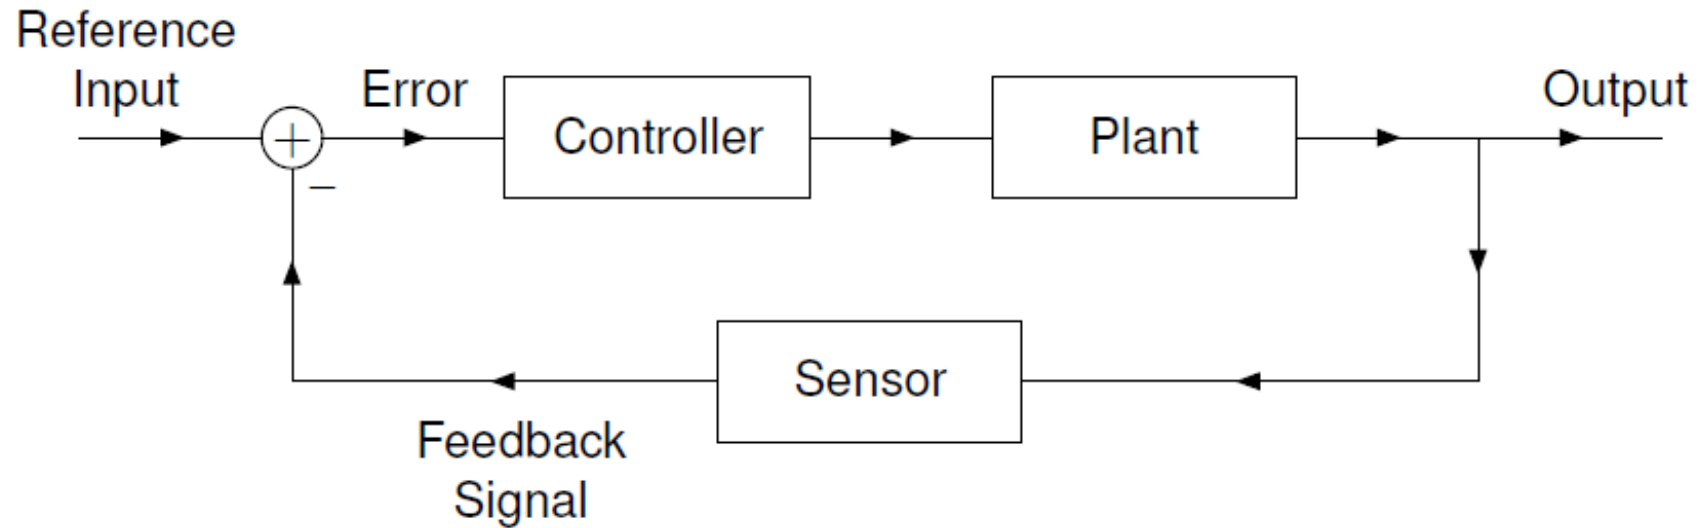 Reference
Input
Error
Controller
Plant
Output
+
−
Sensor
Feedback
Signal